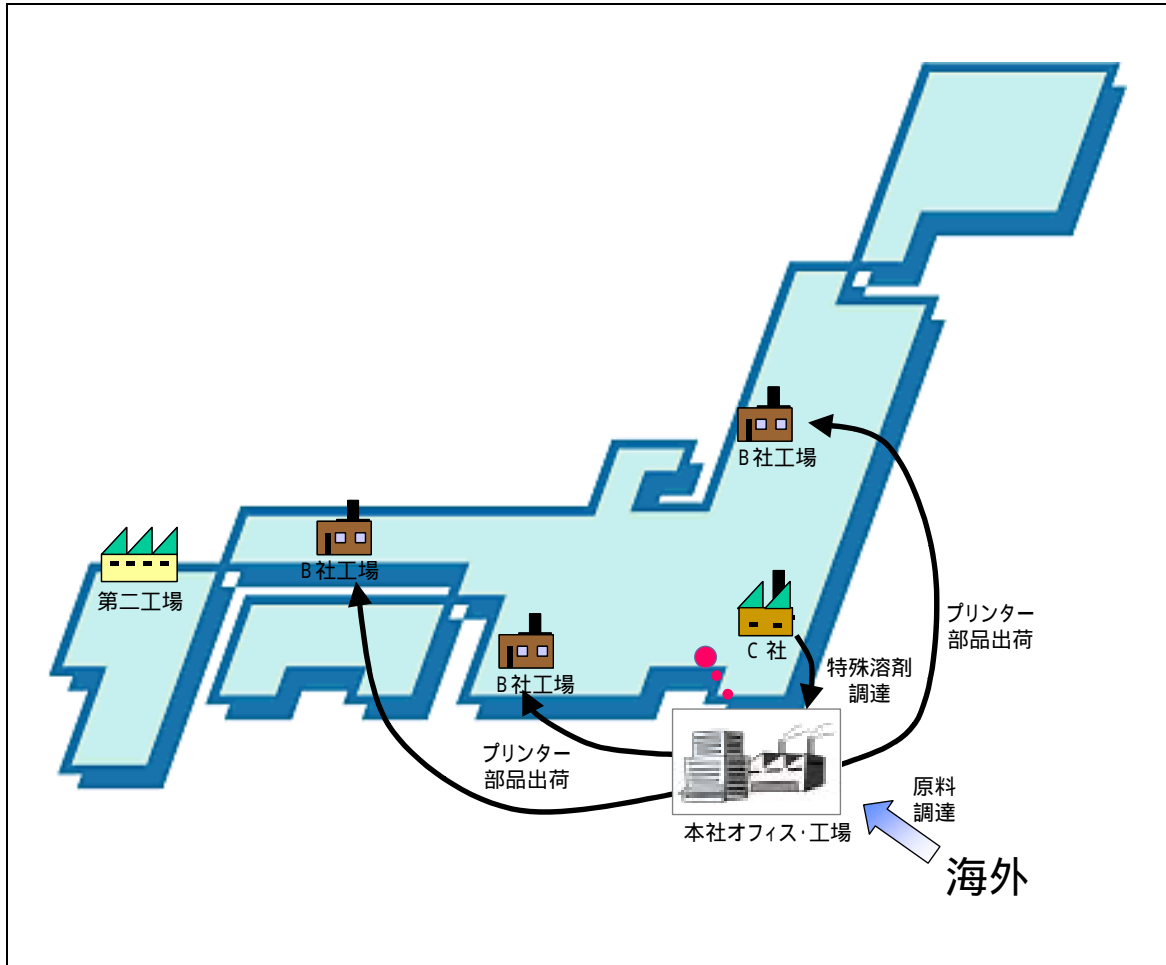 B社工場
B社工場
第二工場
C社
プリンター
部品出荷
特殊溶剤
調達
B社工場
プリンター
部品出荷
原料
調達
本社オフィス･工場
海外